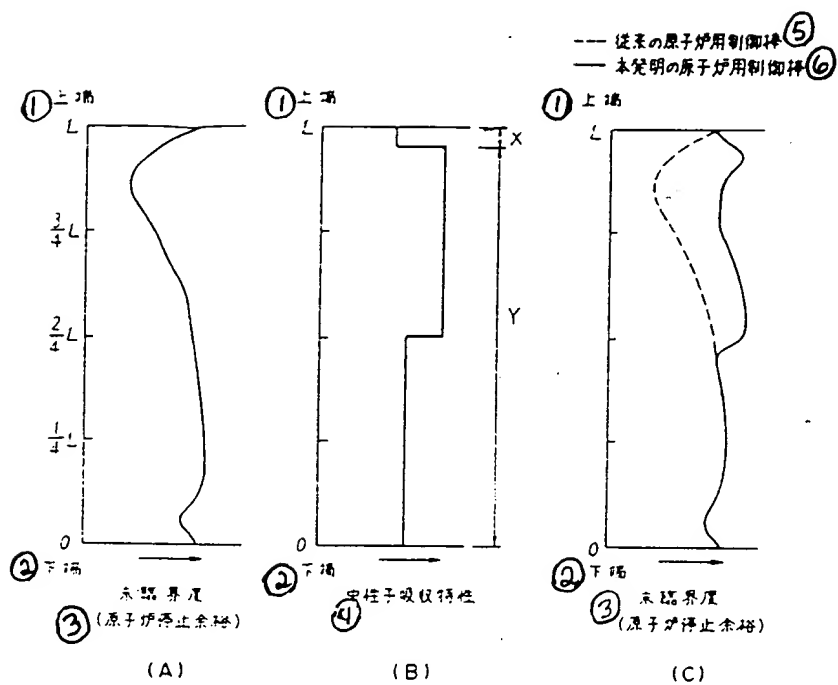 --- 従来の原子炉用制御棒 ⑤
— 本発明の原子炉用制御棒 ⑥
① 上端
L
3/4 L
2/4 L
1/4 L
0
② 下端
未臨界度
③ (原子炉停止余裕)
(A)
① 上端
L
X
Y
0
② 下端
中性子吸収特性
④
(B)
① 上端
L
0
② 下端
未臨界度
③ (原子炉停止余裕)
(C)